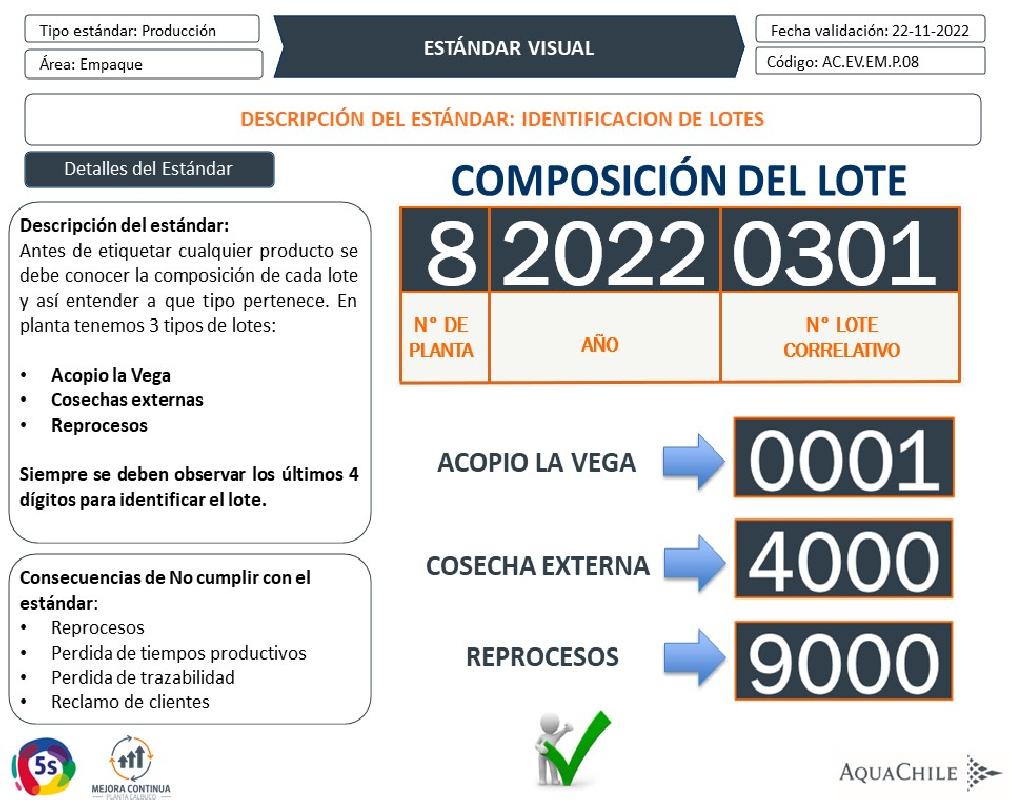 Tipo estándar: Producción
Área: Empaque
ESTÁNDAR VISUAL
Fecha validación: 22-11-2022
Código: AC.EV.EM.P.08
DESCRIPCIÓN DEL ESTÁNDAR: IDENTIFICACION DE LOTES
Detalles del Estándar
Descripción del estándar:
Antes de etiquetar cualquier producto se
debe conocer la composición de cada lote
y así entender a que tipo pertenece. En
planta tenemos 3 tipos de lotes:
• Acopio la Vega
• Cosechas externas
• Reprocesos
Siempre se deben observar los últimos 4
dígitos para identificar el lote.
Consecuencias de No cumplir con el
estándar:
• Reprocesos
• Perdida de tiempos productivos
• Perdida de trazabilidad
• Reclamo de clientes
COMPOSICIÓN DEL LOTE
8 2022 0301
N° DE
PLANTA
AÑO
N° LOTE
CORRELATIVO
ACOPIO LA VEGA 0001
COSECHA EXTERNA 4000
REPROCESOS 9000
5s
MEJORA CONTINUA
PLANTA CALBUCO
AQUACHILE